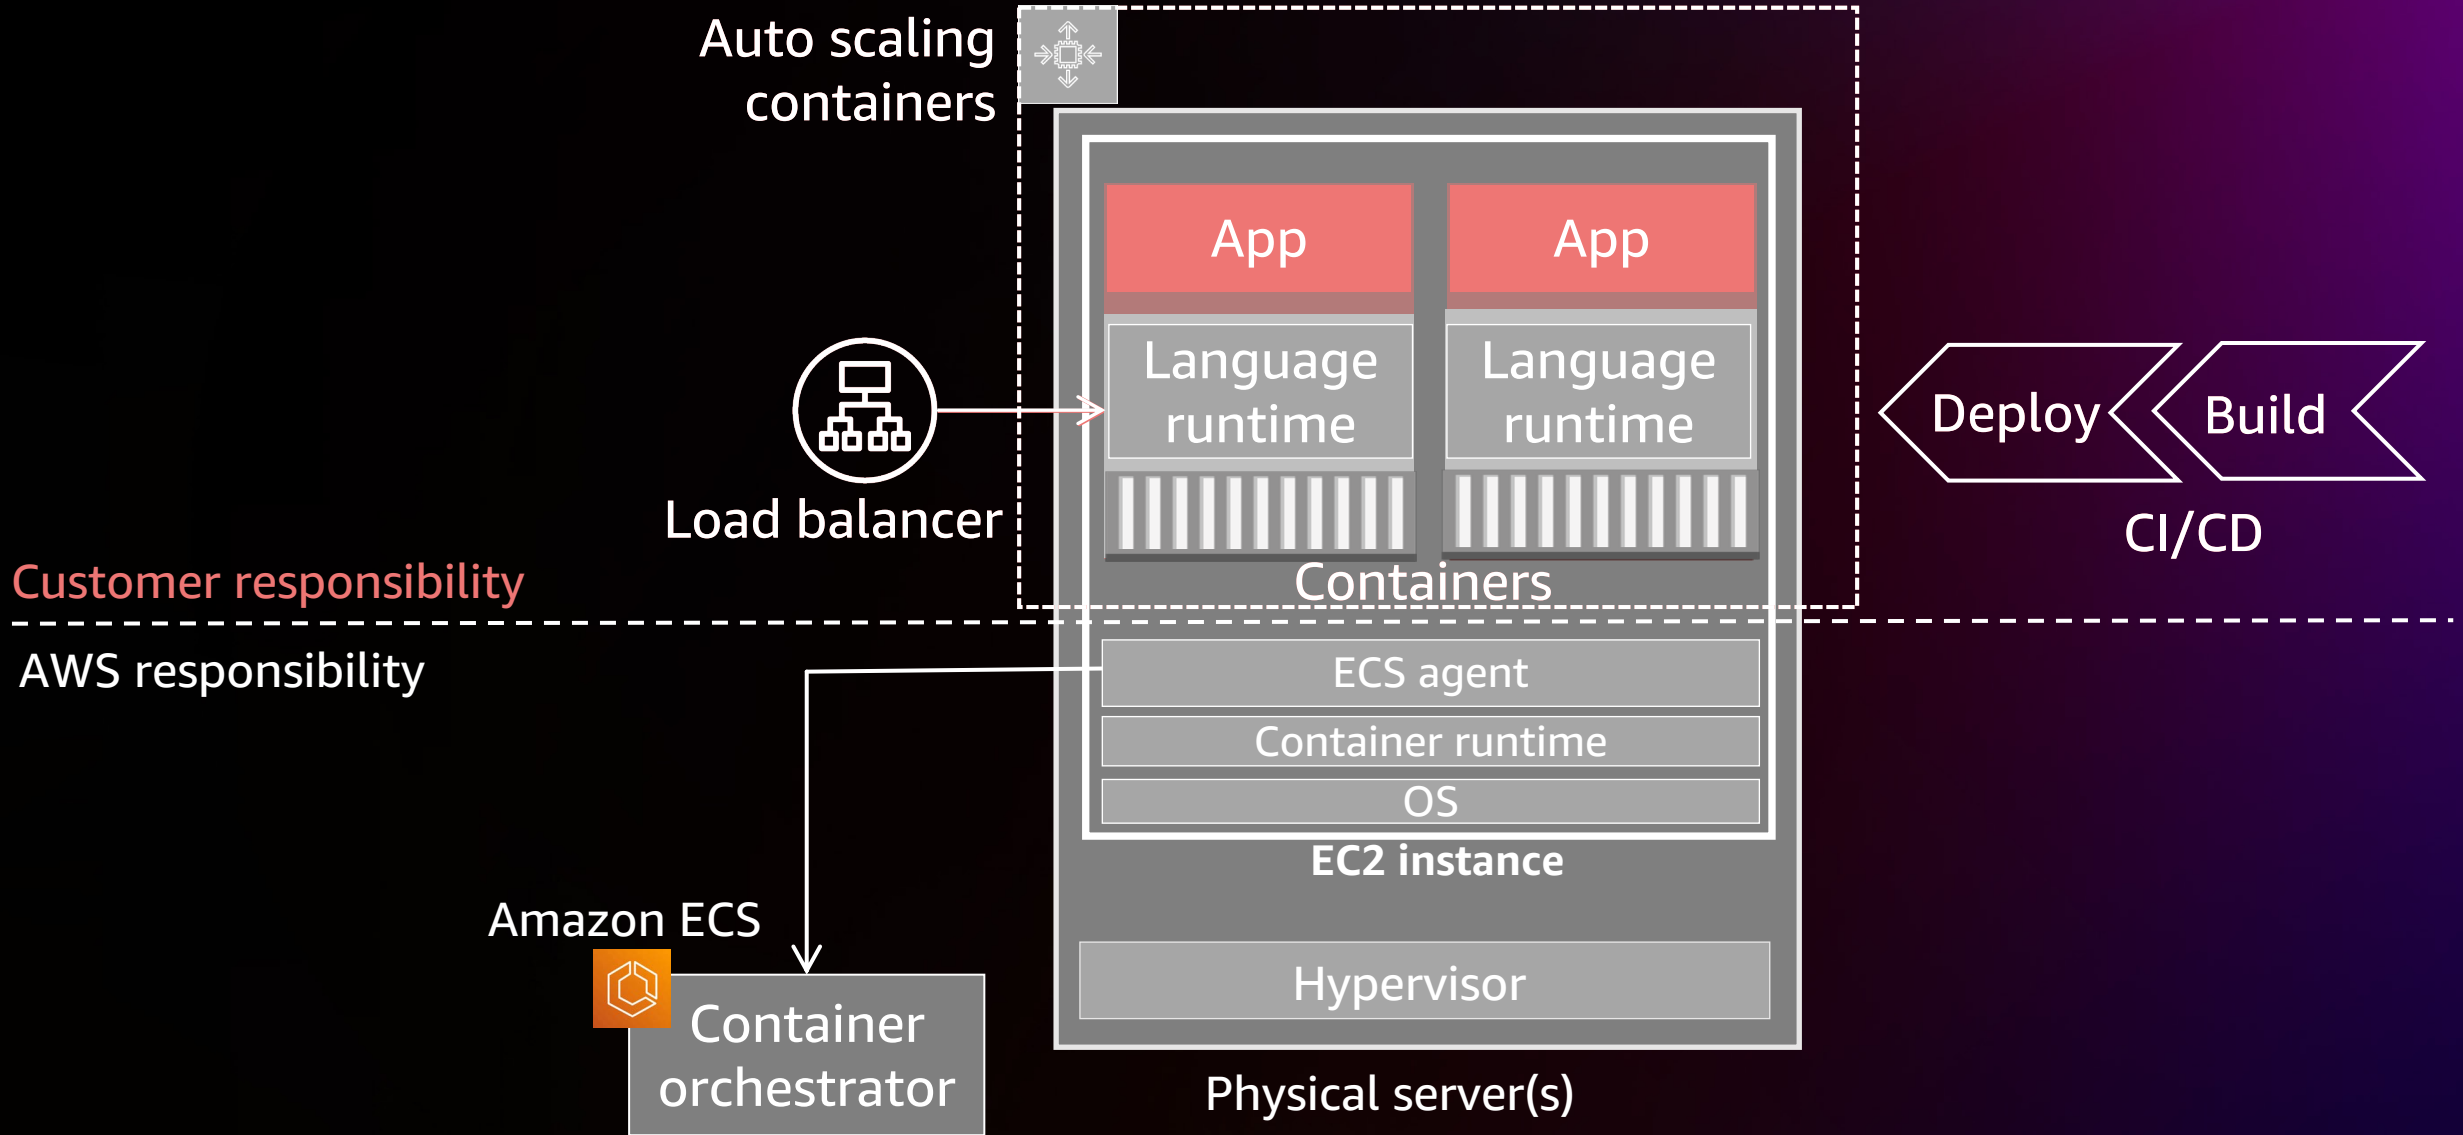 Auto scaling
containers
App
App
Language
runtime
Language
runtime
Load balancer
Containers
Deploy
Build
CI/CD
Customer responsibility
AWS responsibility
ECS agent
Container runtime
OS
EC2 instance
Amazon ECS
Container
orchestrator
Hypervisor
Physical server(s)